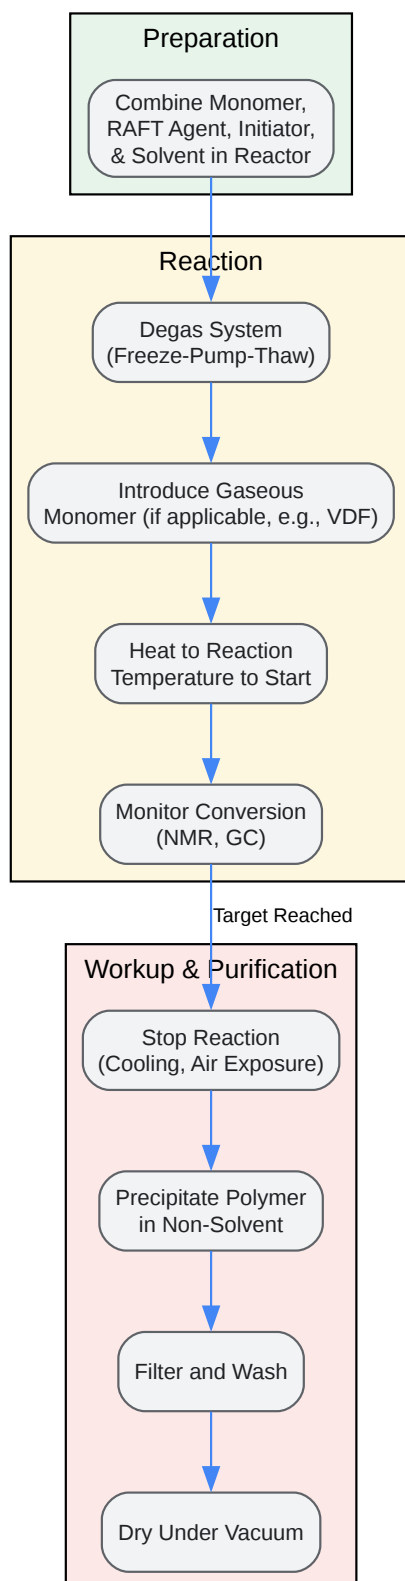 Preparation
Combine Monomer,
RAFT Agent, Initiator,
& Solvent in Reactor
Reaction
Degas System
(Freeze-Pump-Thaw)
Introduce Gaseous
Monomer (if applicable, e.g., VDF)
Heat to Reaction
Temperature to Start
Monitor Conversion
(NMR, GC)
Target Reached
Workup & Purification
Stop Reaction
(Cooling, Air Exposure)
Precipitate Polymer
in Non-Solvent
Filter and Wash
Dry Under Vacuum